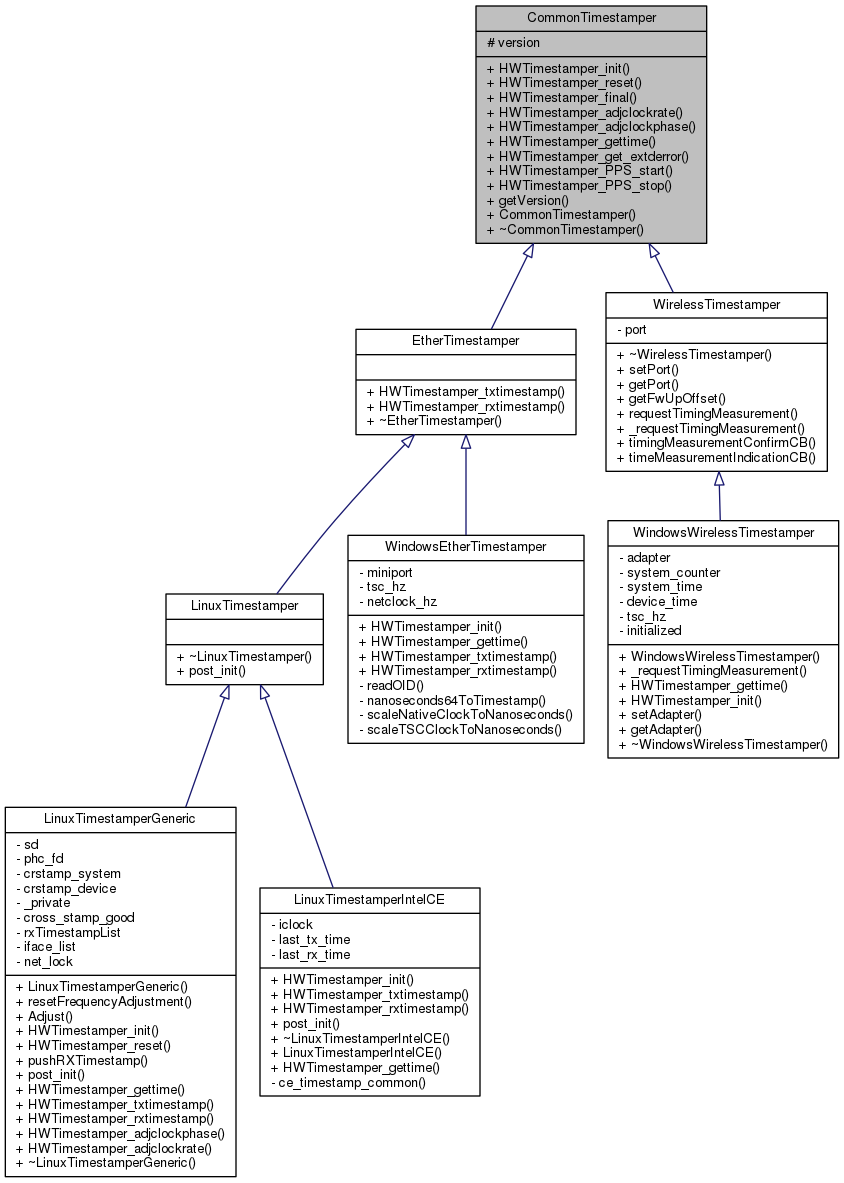 CommonTimestamper
# version
+ HWTimestamper_init()
+ HWTimestamper_reset()
+ HWTimestamper_final()
+ HWTimestamper_adjclockrate()
+ HWTimestamper_adjclockphase()
+ HWTimestamper_gettime()
+ HWTimestamper_get_extderror()
+ HWTimestamper_PPS_start()
+ HWTimestamper_PPS_stop()
+ getVersion()
+ CommonTimestamper()
+ ~CommonTimestamper()
EtherTimestamper
+ HWTimestamper_txtimestamp()
+ HWTimestamper_rxtimestamp()
+ ~EtherTimestamper()
WirelessTimestamper
- port
+ ~WirelessTimestamper()
+ setPort()
+ getPort()
+ getFwUpOffset()
+ requestTimingMeasurement()
+ _requestTimingMeasurement()
+ timingMeasurementConfirmCB()
+ timeMeasurementIndicationCB()
LinuxTimestamper
+ ~LinuxTimestamper()
+ post_init()
WindowsEtherTimestamper
- miniport
- tsc_hz
- netclock_hz
+ HWTimestamper_init()
+ HWTimestamper_gettime()
+ HWTimestamper_txtimestamp()
+ HWTimestamper_rxtimestamp()
- readOID()
- nanoseconds64ToTimestamp()
- scaleNativeClockToNanoseconds()
- scaleTSCClockToNanoseconds()
WindowsWirelessTimestamper
- adapter
- system_counter
- system_time
- device_time
- tsc_hz
- initialized
+ WindowsWirelessTimestamper()
+ _requestTimingMeasurement()
+ HWTimestamper_gettime()
+ HWTimestamper_init()
+ setAdapter()
+ getAdapter()
+ ~WindowsWirelessTimestamper()
LinuxTimestamperGeneric
- sd
- phc_fd
- crstamp_system
- crstamp_device
- _private
- cross_stamp_good
- rxTimestampList
- iface_list
- net_lock
+ LinuxTimestamperGeneric()
+ resetFrequencyAdjustment()
+ Adjust()
+ HWTimestamper_init()
+ HWTimestamper_reset()
+ pushRXTimestamp()
+ post_init()
+ HWTimestamper_gettime()
+ HWTimestamper_txtimestamp()
+ HWTimestamper_rxtimestamp()
+ HWTimestamper_adjclockphase()
+ HWTimestamper_adjclockrate()
+ ~LinuxTimestamperGeneric()
LinuxTimestamperIntelCE
- iclock
- last_tx_time
- last_rx_time
+ HWTimestamper_init()
+ HWTimestamper_txtimestamp()
+ HWTimestamper_rxtimestamp()
+ post_init()
+ ~LinuxTimestamperIntelCE()
+ LinuxTimestamperIntelCE()
+ HWTimestamper_gettime()
- ce_timestamp_common()